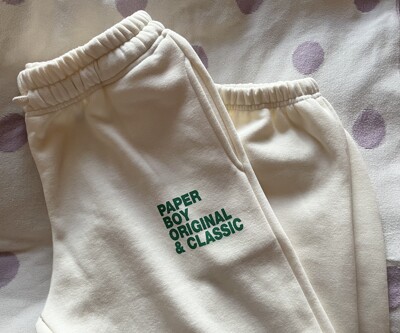 PAPER
BOY
ORIGINAL
& CLASSIC